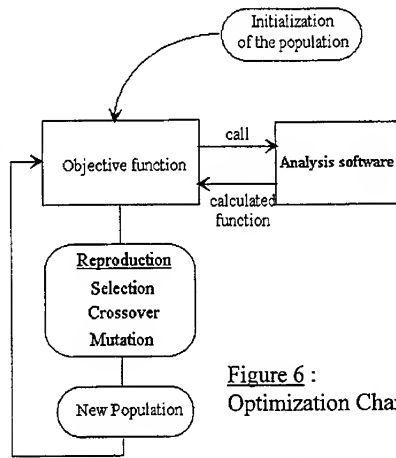 Initialization
of the population
call
Objective function
Analysis software
calculated
function
Reproduction
Selection
Crossover
Mutation
New Population
Figure 6 :
Optimization Char